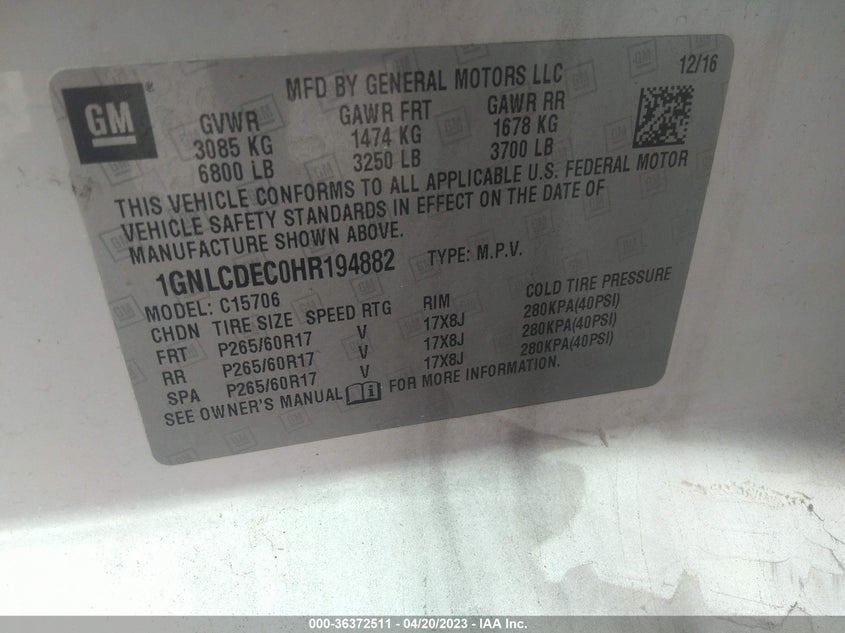 GM
®
MFD BY GENERAL MOTORS LLC
12/16
GVWR GAWR FRT GAWR RR
3085 KG 1474 KG 1678 KG
6800 LB 3250 LB 3700 LB
THIS VEHICLE CONFORMS TO ALL APPLICABLE U.S. FEDERAL MOTOR
VEHICLE SAFETY STANDARDS IN EFFECT ON THE DATE OF
MANUFACTURE SHOWN ABOVE.
1GNLCDEC0HR194882 TYPE: M.P.V.
MODEL: C15706
CHDN TIRE SIZE SPEED RTG RIM COLD TIRE PRESSURE
FRT P265/60R17 V 17X8J 280KPA(40PSI)
RR P265/60R17 V 17X8J 280KPA(40PSI)
SPA P265/60R17 V 17X8J 280KPA(40PSI)
SEE OWNER'S MANUAL FOR MORE INFORMATION.
000-36372511 - 04/20/2023 - IAA Inc.